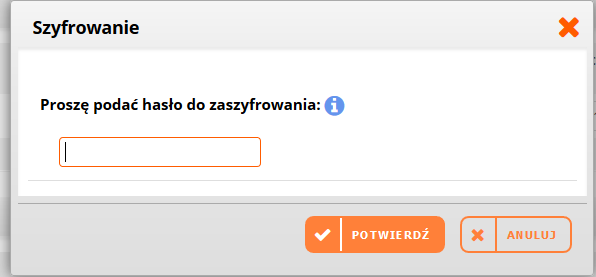 Szyfrowanie
Proszę podać hasło do zaszyfrowania:
POTWIERDŹ
ANULUJ